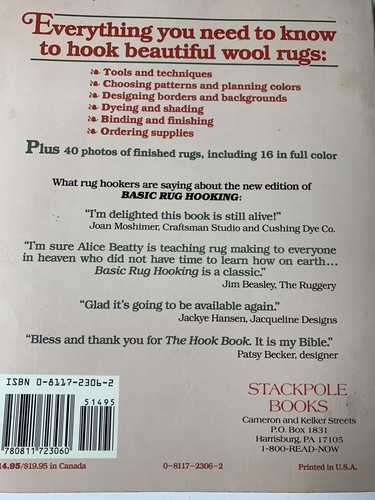 Everything you need to know
to hook beautiful wool rugs:
❧ Tools and techniques
❧ Choosing patterns and planning colors
❧ Designing borders and backgrounds
❧ Dyeing and shading
❧ Binding and finishing
❧ Ordering supplies
Plus 40 photos of finished rugs, including 16 in full color
What rug hookers are saying about the new edition of
BASIC RUG HOOKING:
"I'm delighted this book is still alive!"
Joan Moshimer, Craftsman Studio and Cushing Dye Co.
"I'm sure Alice Beatty is teaching rug making to everyone
in heaven who did not have time to learn how on earth...
Basic Rug Hooking is a classic."
Jim Beasley, The Ruggery
"Glad it's going to be available again."
Jackye Hansen, Jacqueline Designs
"Bless and thank you for The Hook Book. It is my Bible."
Patsy Becker, designer
ISBN 0-8117-2306-2
51495
780811723060
STACKPOLE
BOOKS
Cameron and Kelker Streets
P.O. Box 1831
Harrisburg, PA 17105
1-800-READ-NOW
14.95/$19.95 in Canada
0-8117-2306-2
Printed in U.S.A.